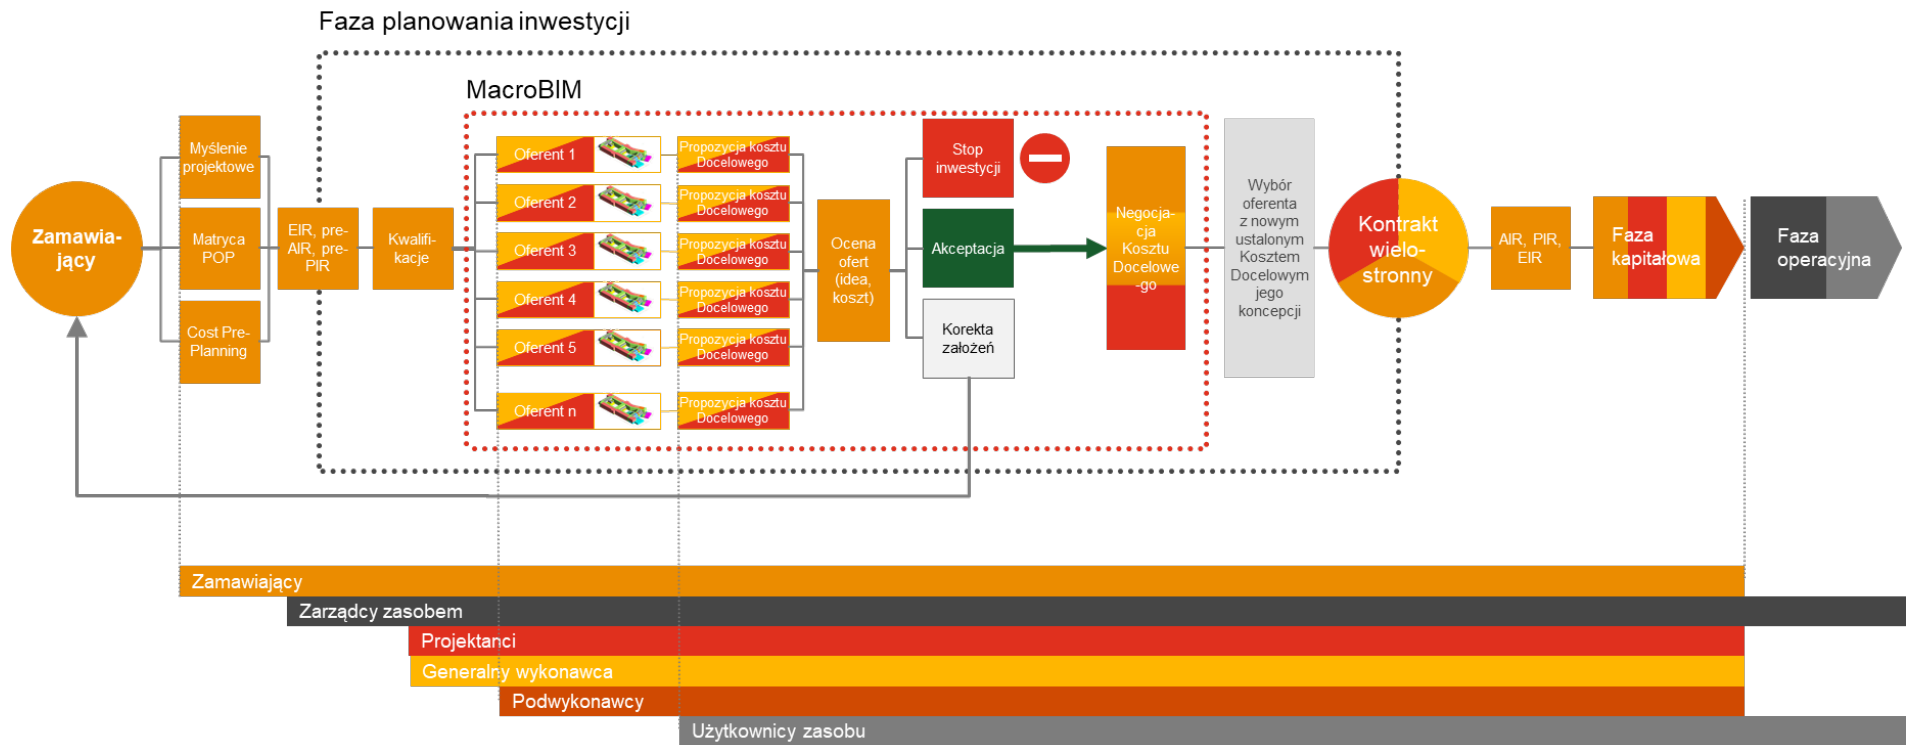 Faza planowania inwestycji
MacroBIM
Zamawia-
jący
Myślenie
projektowe
Matryca
POP
Cost Pre-
Planning
EIR, pre-
AIR, pre-
PIR
Kwalifi-
kacje
Oferent 1
Propozycja kosztu
Docelowego
Oferent 2
Propozycja kosztu
Docelowego
Oferent 3
Propozycja kosztu
Docelowego
Oferent 4
Propozycja kosztu
Docelowego
Oferent 5
Propozycja kosztu
Docelowego
Oferent n
Propozycja kosztu
Docelowego
Ocena
ofert
(idea,
koszt)
Stop
inwestycji
Akceptacja
Korekta
założeń
Negocja-
cja
Kosztu
Docelowe
-go
Wybór
oferenta
z nowym
ustalonym
Kosztem
Docelowym
jego
koncepcji
Kontrakt
wielo-
stronny
AIR, PIR,
EIR
Faza
kapitałowa
Faza
operacyjna
Zamawiający
Zarządcy zasobem
Projektanci
Generalny wykonawca
Podwykonawcy
Użytkownicy zasobu